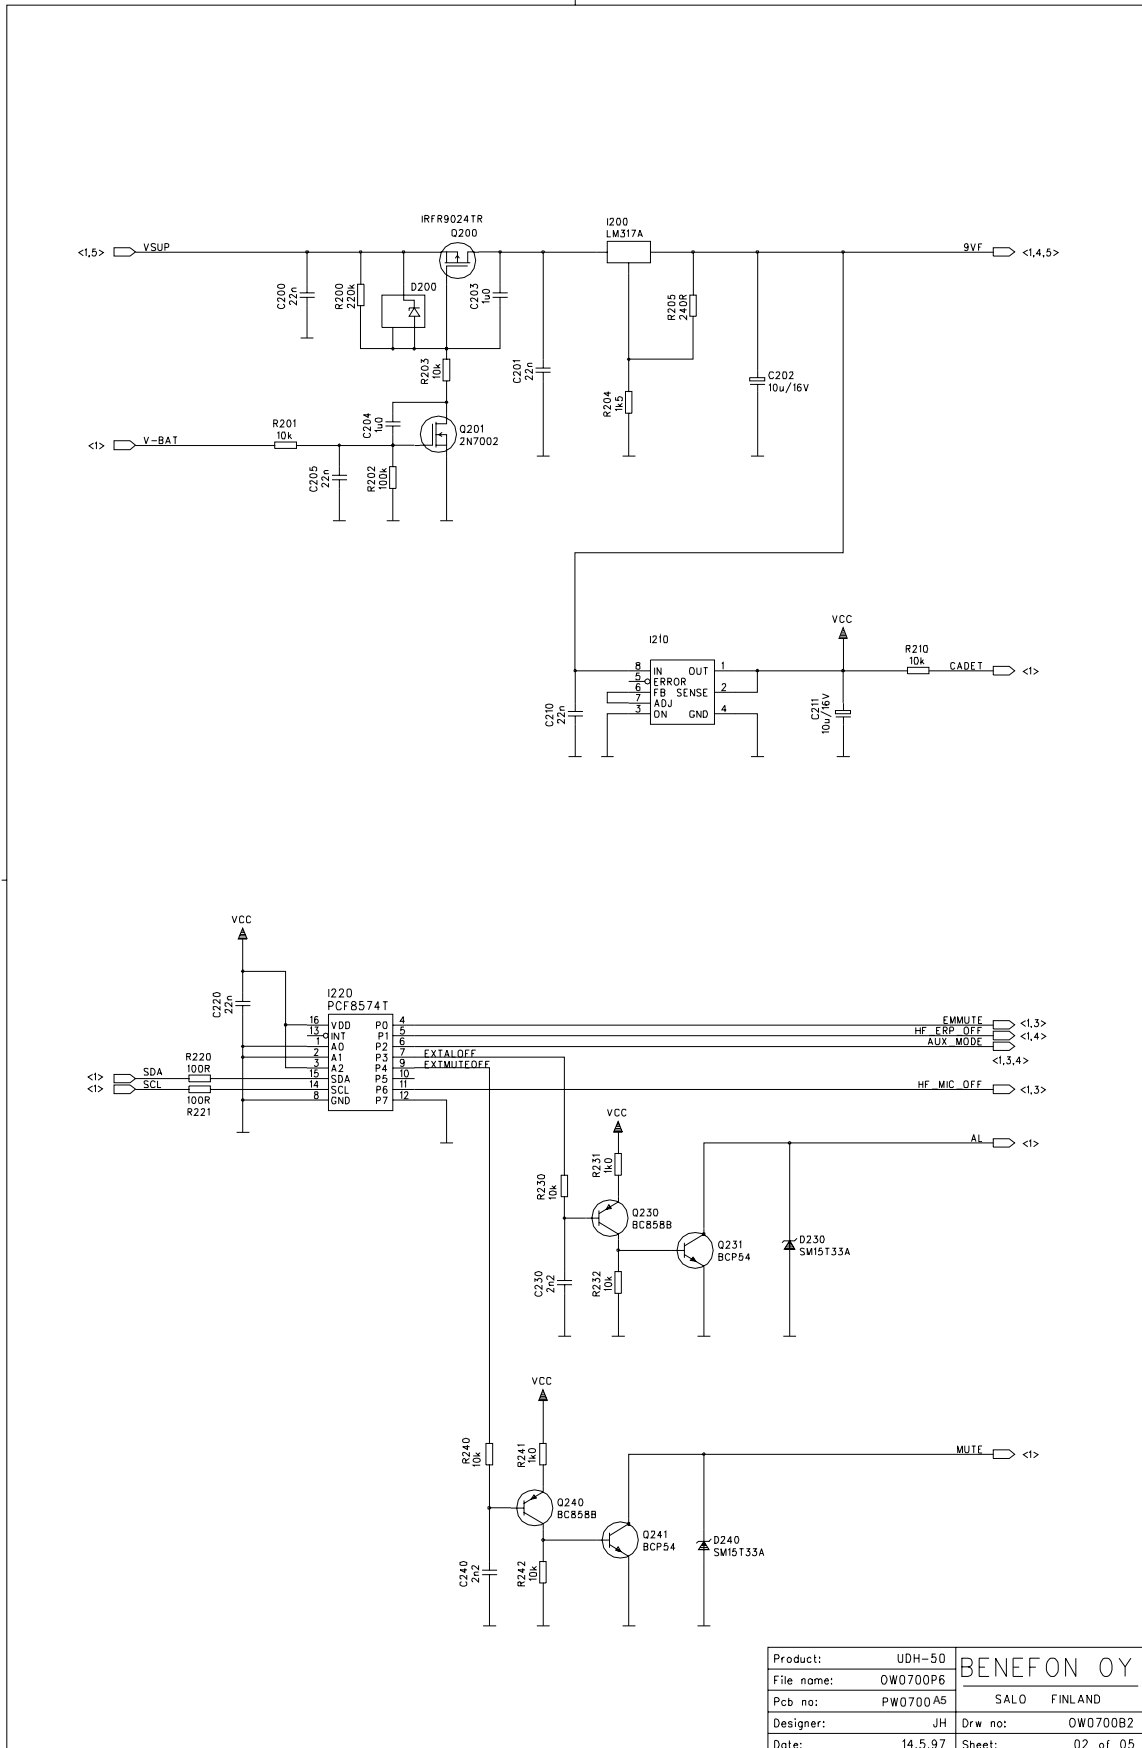 IRFR9024TR
Q200
I200
LM317A
<1,5>
VSUP
9VF
<1,4,5>
C200
22n
R200
220k
D200
C203
1u0
R205
240R
R203
10k
C201
22n
C202
10u/16V
R204
1k5
<1>
V-BAT
R201
10k
C204
1u0
Q201
2N7002
C205
22n
R202
100k
VCC
I210
R210
10k
CADET
<1>
8 IN OUT 1
5 ERROR
6 FB SENSE 2
7 ADJ
3 ON GND 4
C210
22n
C211
10u/16V
VCC
C220
22n
I220
PCF8574T
16 VDD P0 4
13 INT P1 5
1 A0 P2 6
2 A1 P3 7
3 A2 P4 9
15 SDA P5 10
14 SCL P6 11
8 GND P7 12
EMMUTE
<1,3>
HF_ERP_OFF
<1,4>
AUX_MODE
<1,3,4>
EXTALOFF
EXTMUTEOFF
R220
100R
<1>
SDA
<1>
SCL
100R
R221
HF_MIC_OFF
<1,3>
VCC
AL
<1>
R231
1k0
R230
10k
Q230
BC858B
Q231
BCP54
D230
SM15T33A
C230
2n2
R232
10k
VCC
R240
10k
R241
1k0
MUTE
<1>
Q240
BC858B
Q241
BCP54
D240
SM15T33A
C240
2n2
R242
10k
Product: UDH-50
BENEFON OY
File name: OW0700P6
Pcb no: PW0700A5
SALO FINLAND
Designer: JH
Drw no: OW0700B2
Date: 14.5.97
Sheet: 02 of 05